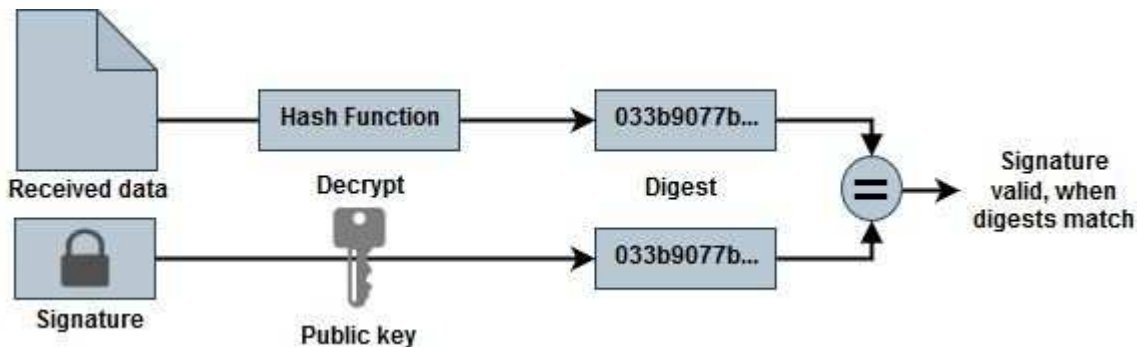 Hash Function
033b9077b...
Received data
Decrypt
Digest
Signature
valid, when
digests match
033b9077b...
Signature
Public key